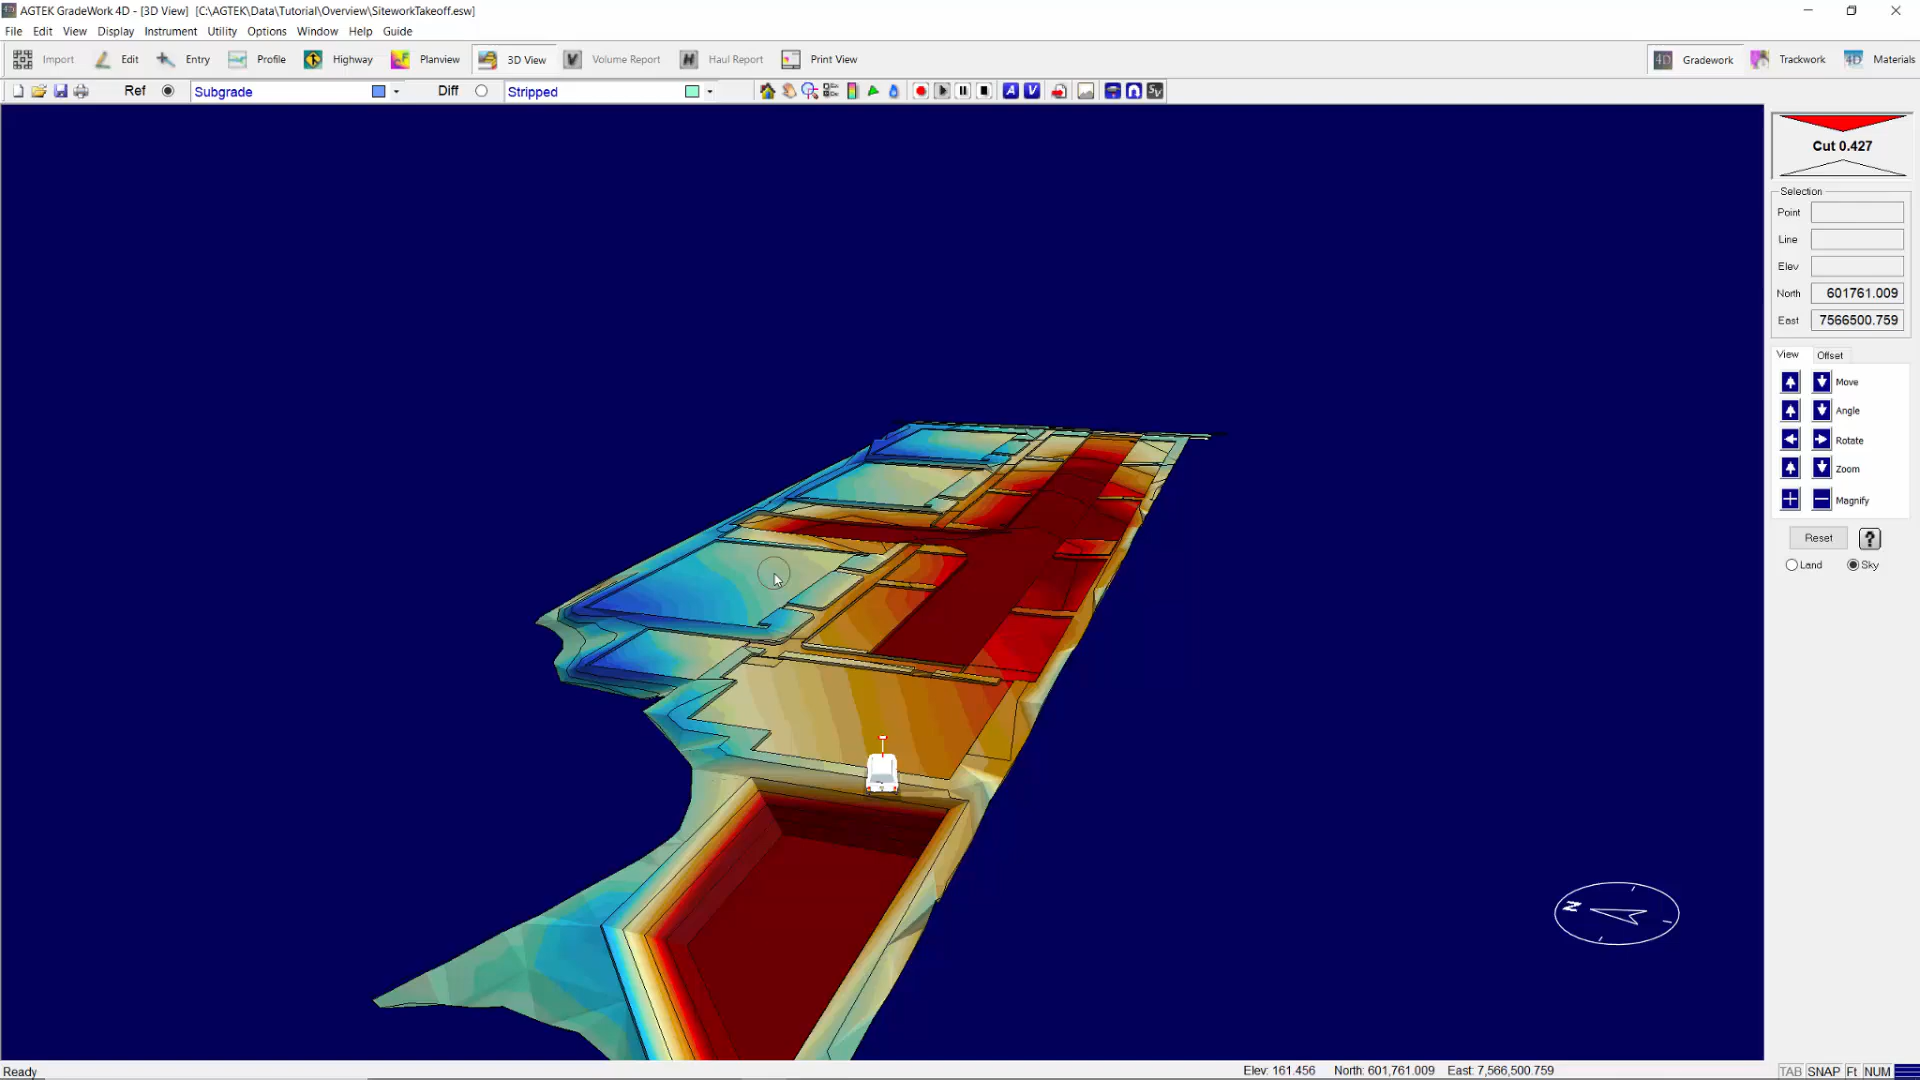 AGTEK GradeWork 4D - [3D View] [C:\AGTEK\Data\Tutorial\Overview\SiteworkTakeoff.esw]
File Edit View Display Instrument Utility Options Window Help Guide
Import Edit Entry Profile Highway Planview 3D View Volume Report Haul Report Print View 4D Gradework Trackwork 4D Materials
Ref Subgrade Diff Stripped A V SV
Cut 0.427
Selection
Point
Line
Elev
North 601761.009
East 7566500.759
View Offset
Move
Angle
Rotate
Zoom
Magnify
Reset ?
Land Sky
N
Ready Elev: 161.456 North: 601,761.009 East: 7,566,500.759 TAB SNAP Ft NUM